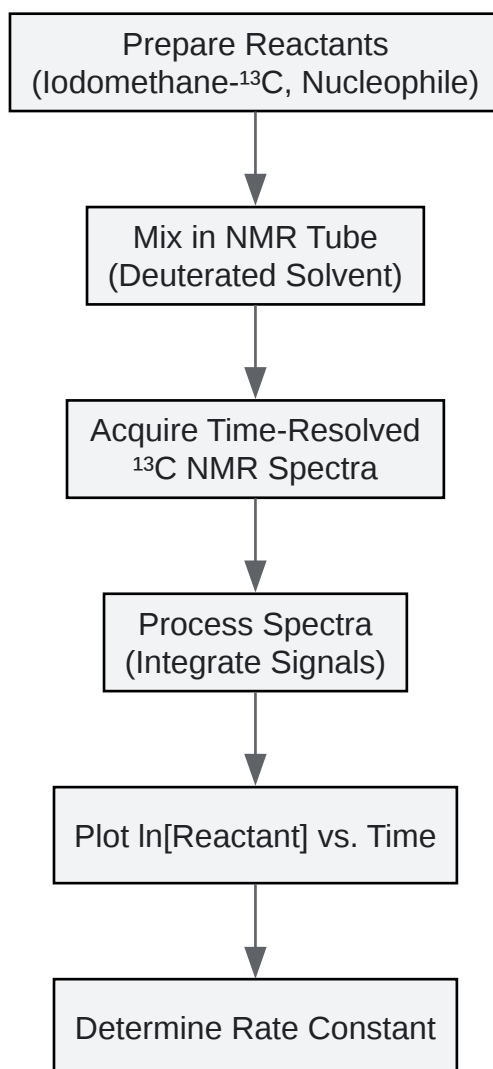 Prepare Reactants
(Iodomethane-¹³C, Nucleophile)
Mix in NMR Tube
(Deuterated Solvent)
Acquire Time-Resolved
¹³C NMR Spectra
Process Spectra
(Integrate Signals)
Plot ln[Reactant] vs. Time
Determine Rate Constant